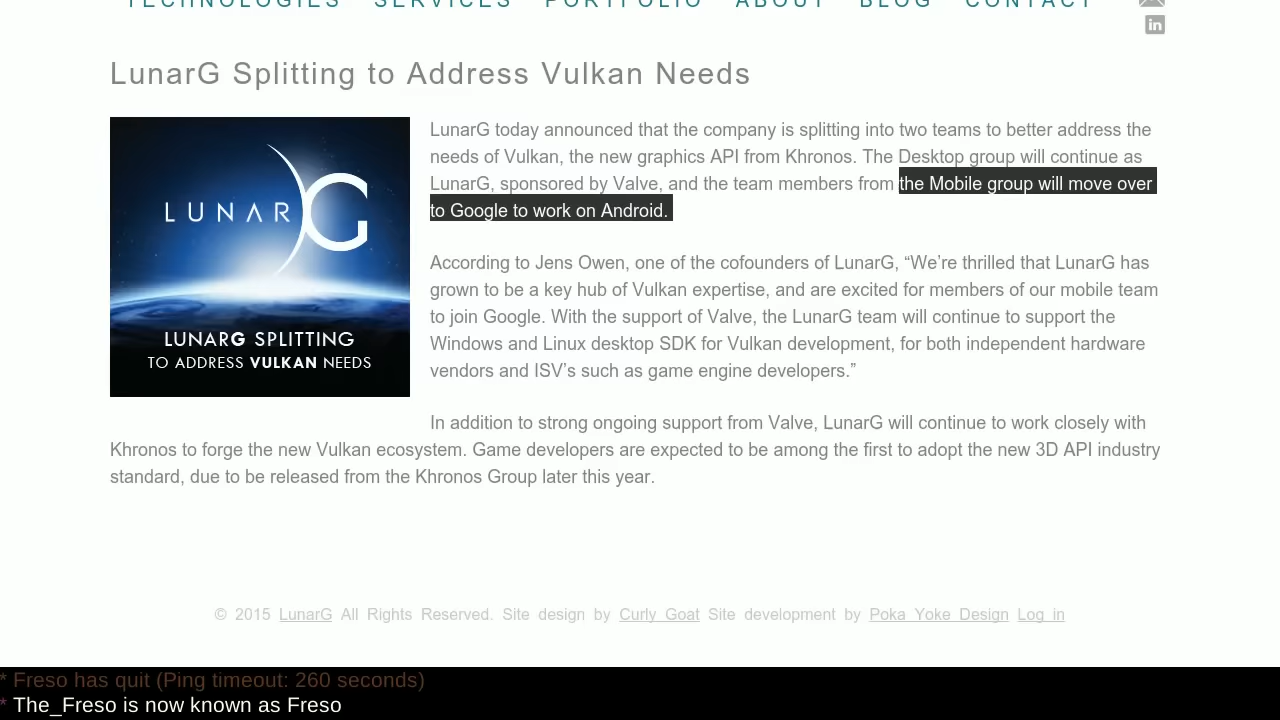 TECHNOLOGIES SERVICES PORTFOLIO ABOUT BLOG CONTACT
in
LunarG Splitting to Address Vulkan Needs
LUNARG
LUNARG SPLITTING
TO ADDRESS VULKAN NEEDS
LunarG today announced that the company is splitting into two teams to better address the
needs of Vulkan, the new graphics API from Khronos. The Desktop group will continue as
LunarG, sponsored by Valve, and the team members from the Mobile group will move over
to Google to work on Android.
According to Jens Owen, one of the cofounders of LunarG, “We’re thrilled that LunarG has
grown to be a key hub of Vulkan expertise, and are excited for members of our mobile team
to join Google. With the support of Valve, the LunarG team will continue to support the
Windows and Linux desktop SDK for Vulkan development, for both independent hardware
vendors and ISV’s such as game engine developers.”
In addition to strong ongoing support from Valve, LunarG will continue to work closely with
Khronos to forge the new Vulkan ecosystem. Game developers are expected to be among the first to adopt the new 3D API industry
standard, due to be released from the Khronos Group later this year.
© 2015 LunarG All Rights Reserved. Site design by Curly Goat Site development by Poka Yoke Design Log in
* Freso has quit (Ping timeout: 260 seconds)
* The_Freso is now known as Freso